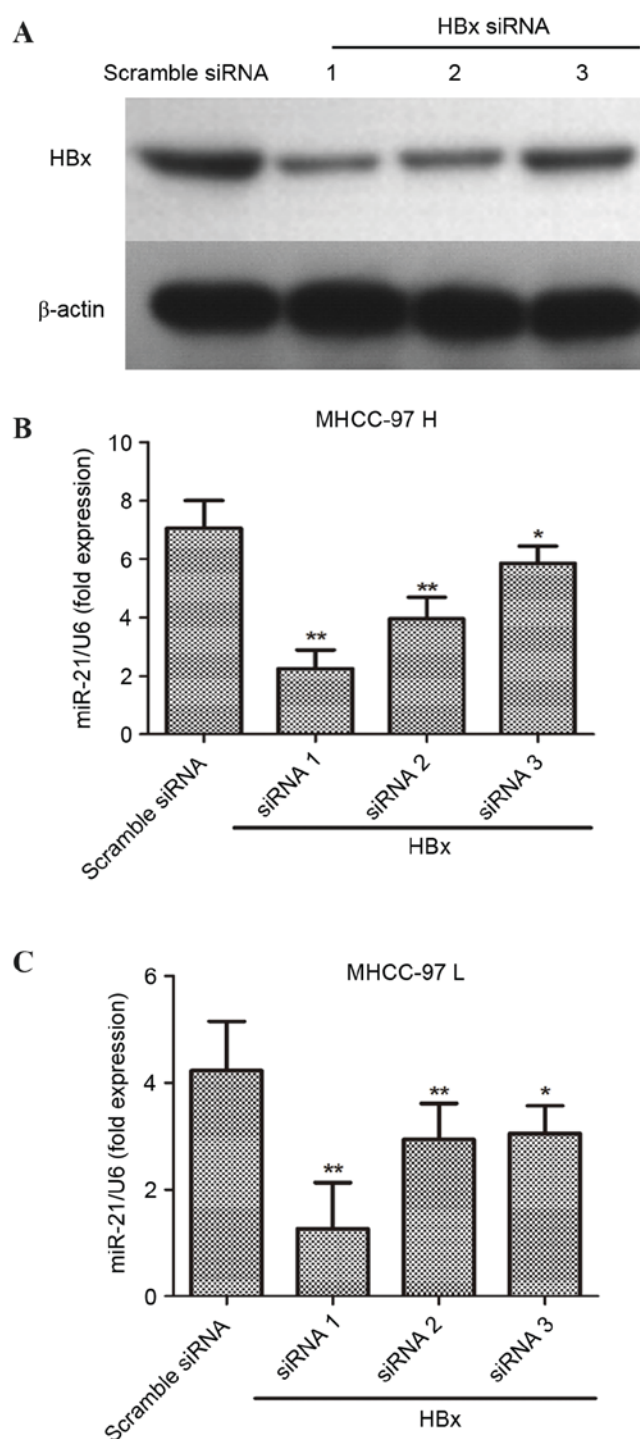 A
HBx siRNA
Scramble siRNA 1 2 3
HBx
β-actin
B
MHCC-97 H
miR-21/U6 (fold expression)
10
8
6
4
2
0
** ** *
Scramble siRNA siRNA 1 siRNA 2 siRNA 3
HBx
C
MHCC-97 L
miR-21/U6 (fold expression)
6
4
2
0
** ** *
Scramble siRNA siRNA 1 siRNA 2 siRNA 3
HBx